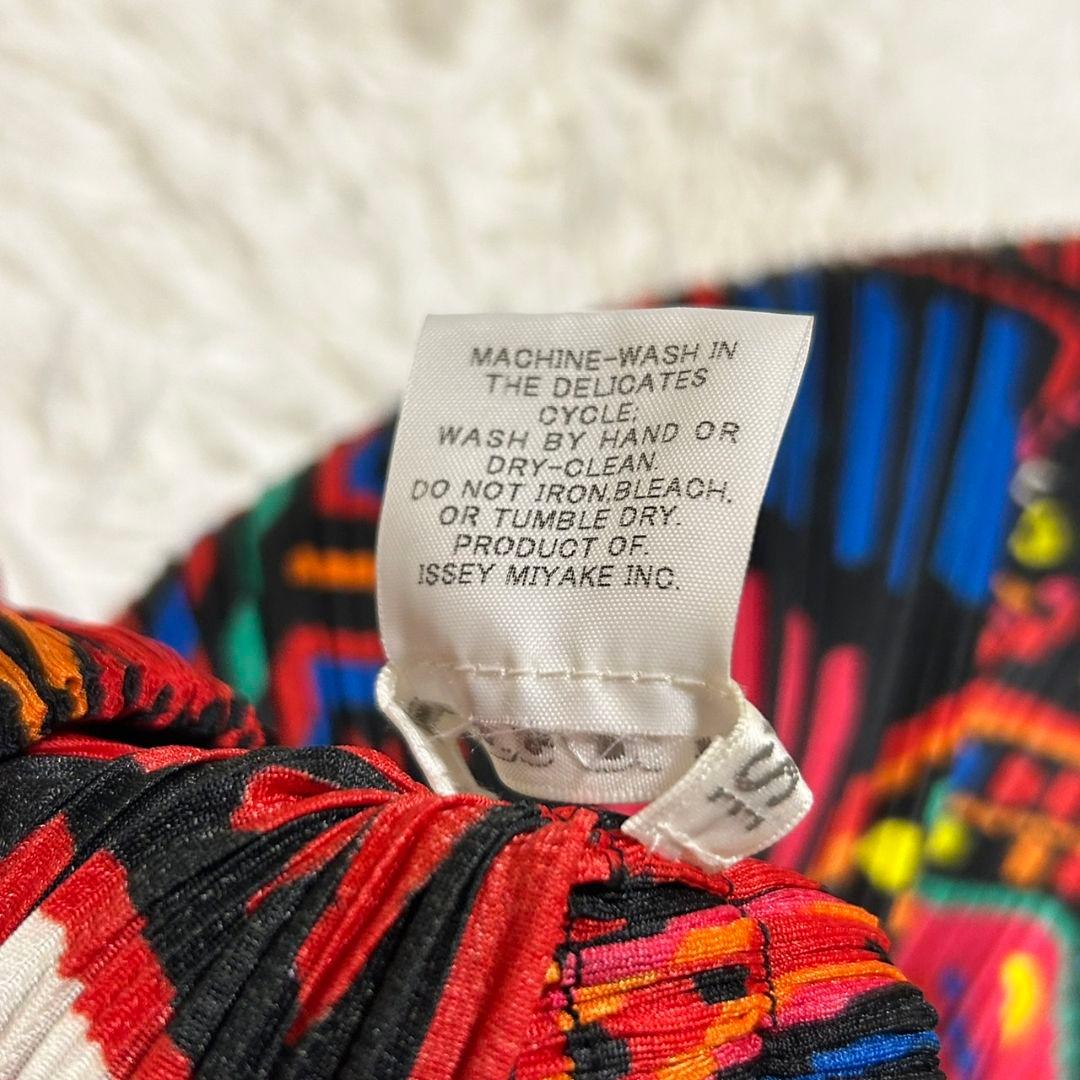 MACHINE-WASH IN
THE DELICATES
CYCLE;
WASH BY HAND OR
DRY-CLEAN.
DO NOT IRON,BLEACH,
OR TUMBLE DRY.
PRODUCT OF.
ISSEY MIYAKE INC.